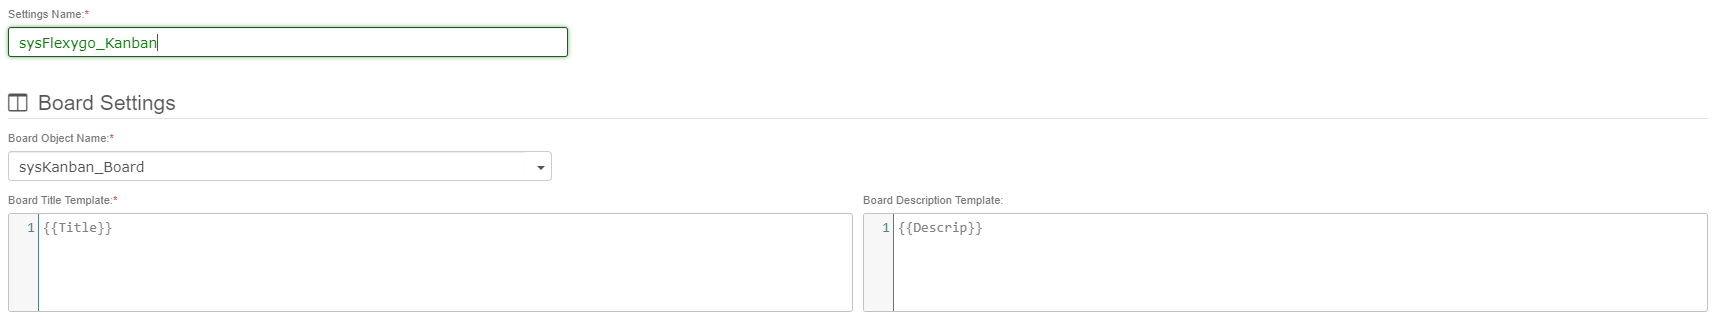 Settings Name:*
sysFlexygo_Kanban
Board Settings
Board Object Name:*
sysKanban_Board
Board Title Template:*
Board Description Template:
1 {{Title}}
1 {{Descrip}}